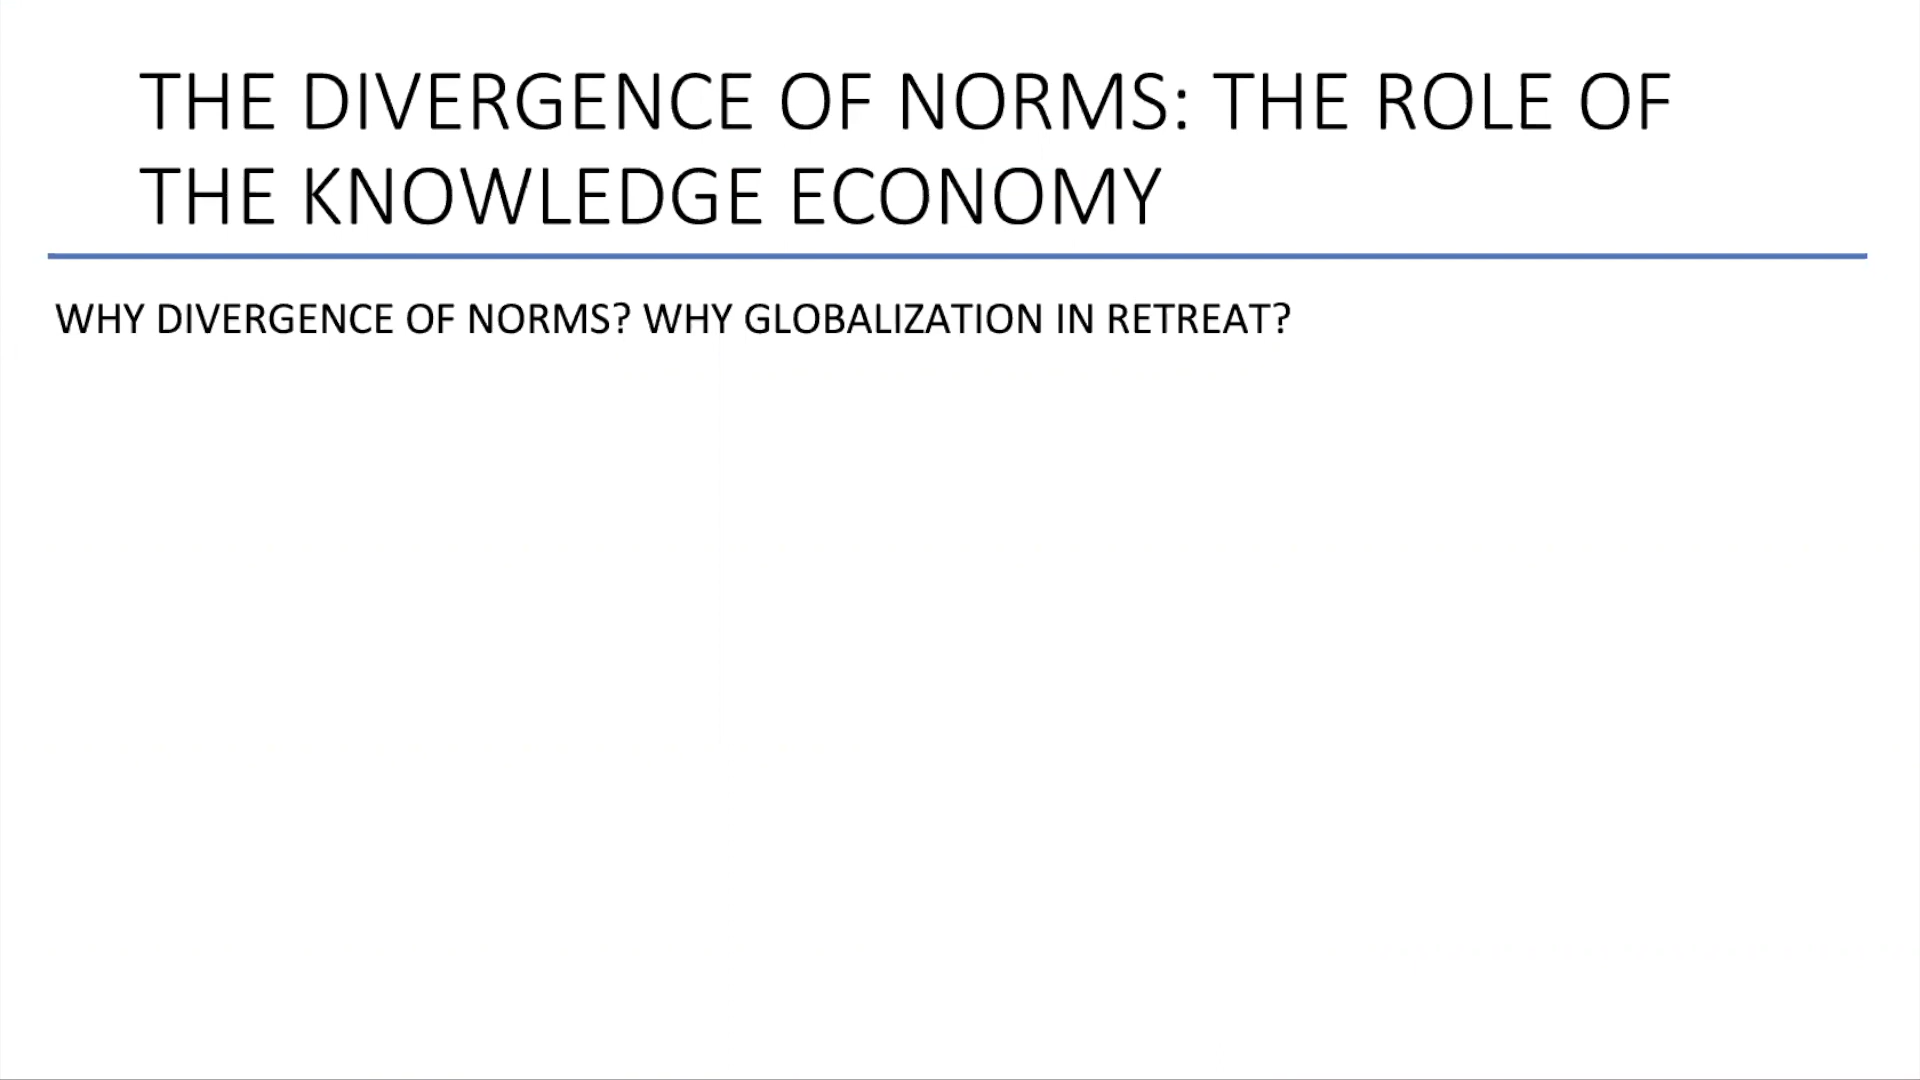 THE DIVERGENCE OF NORMS: THE ROLE OF
THE KNOWLEDGE ECONOMY
WHY DIVERGENCE OF NORMS? WHY GLOBALIZATION IN RETREAT?